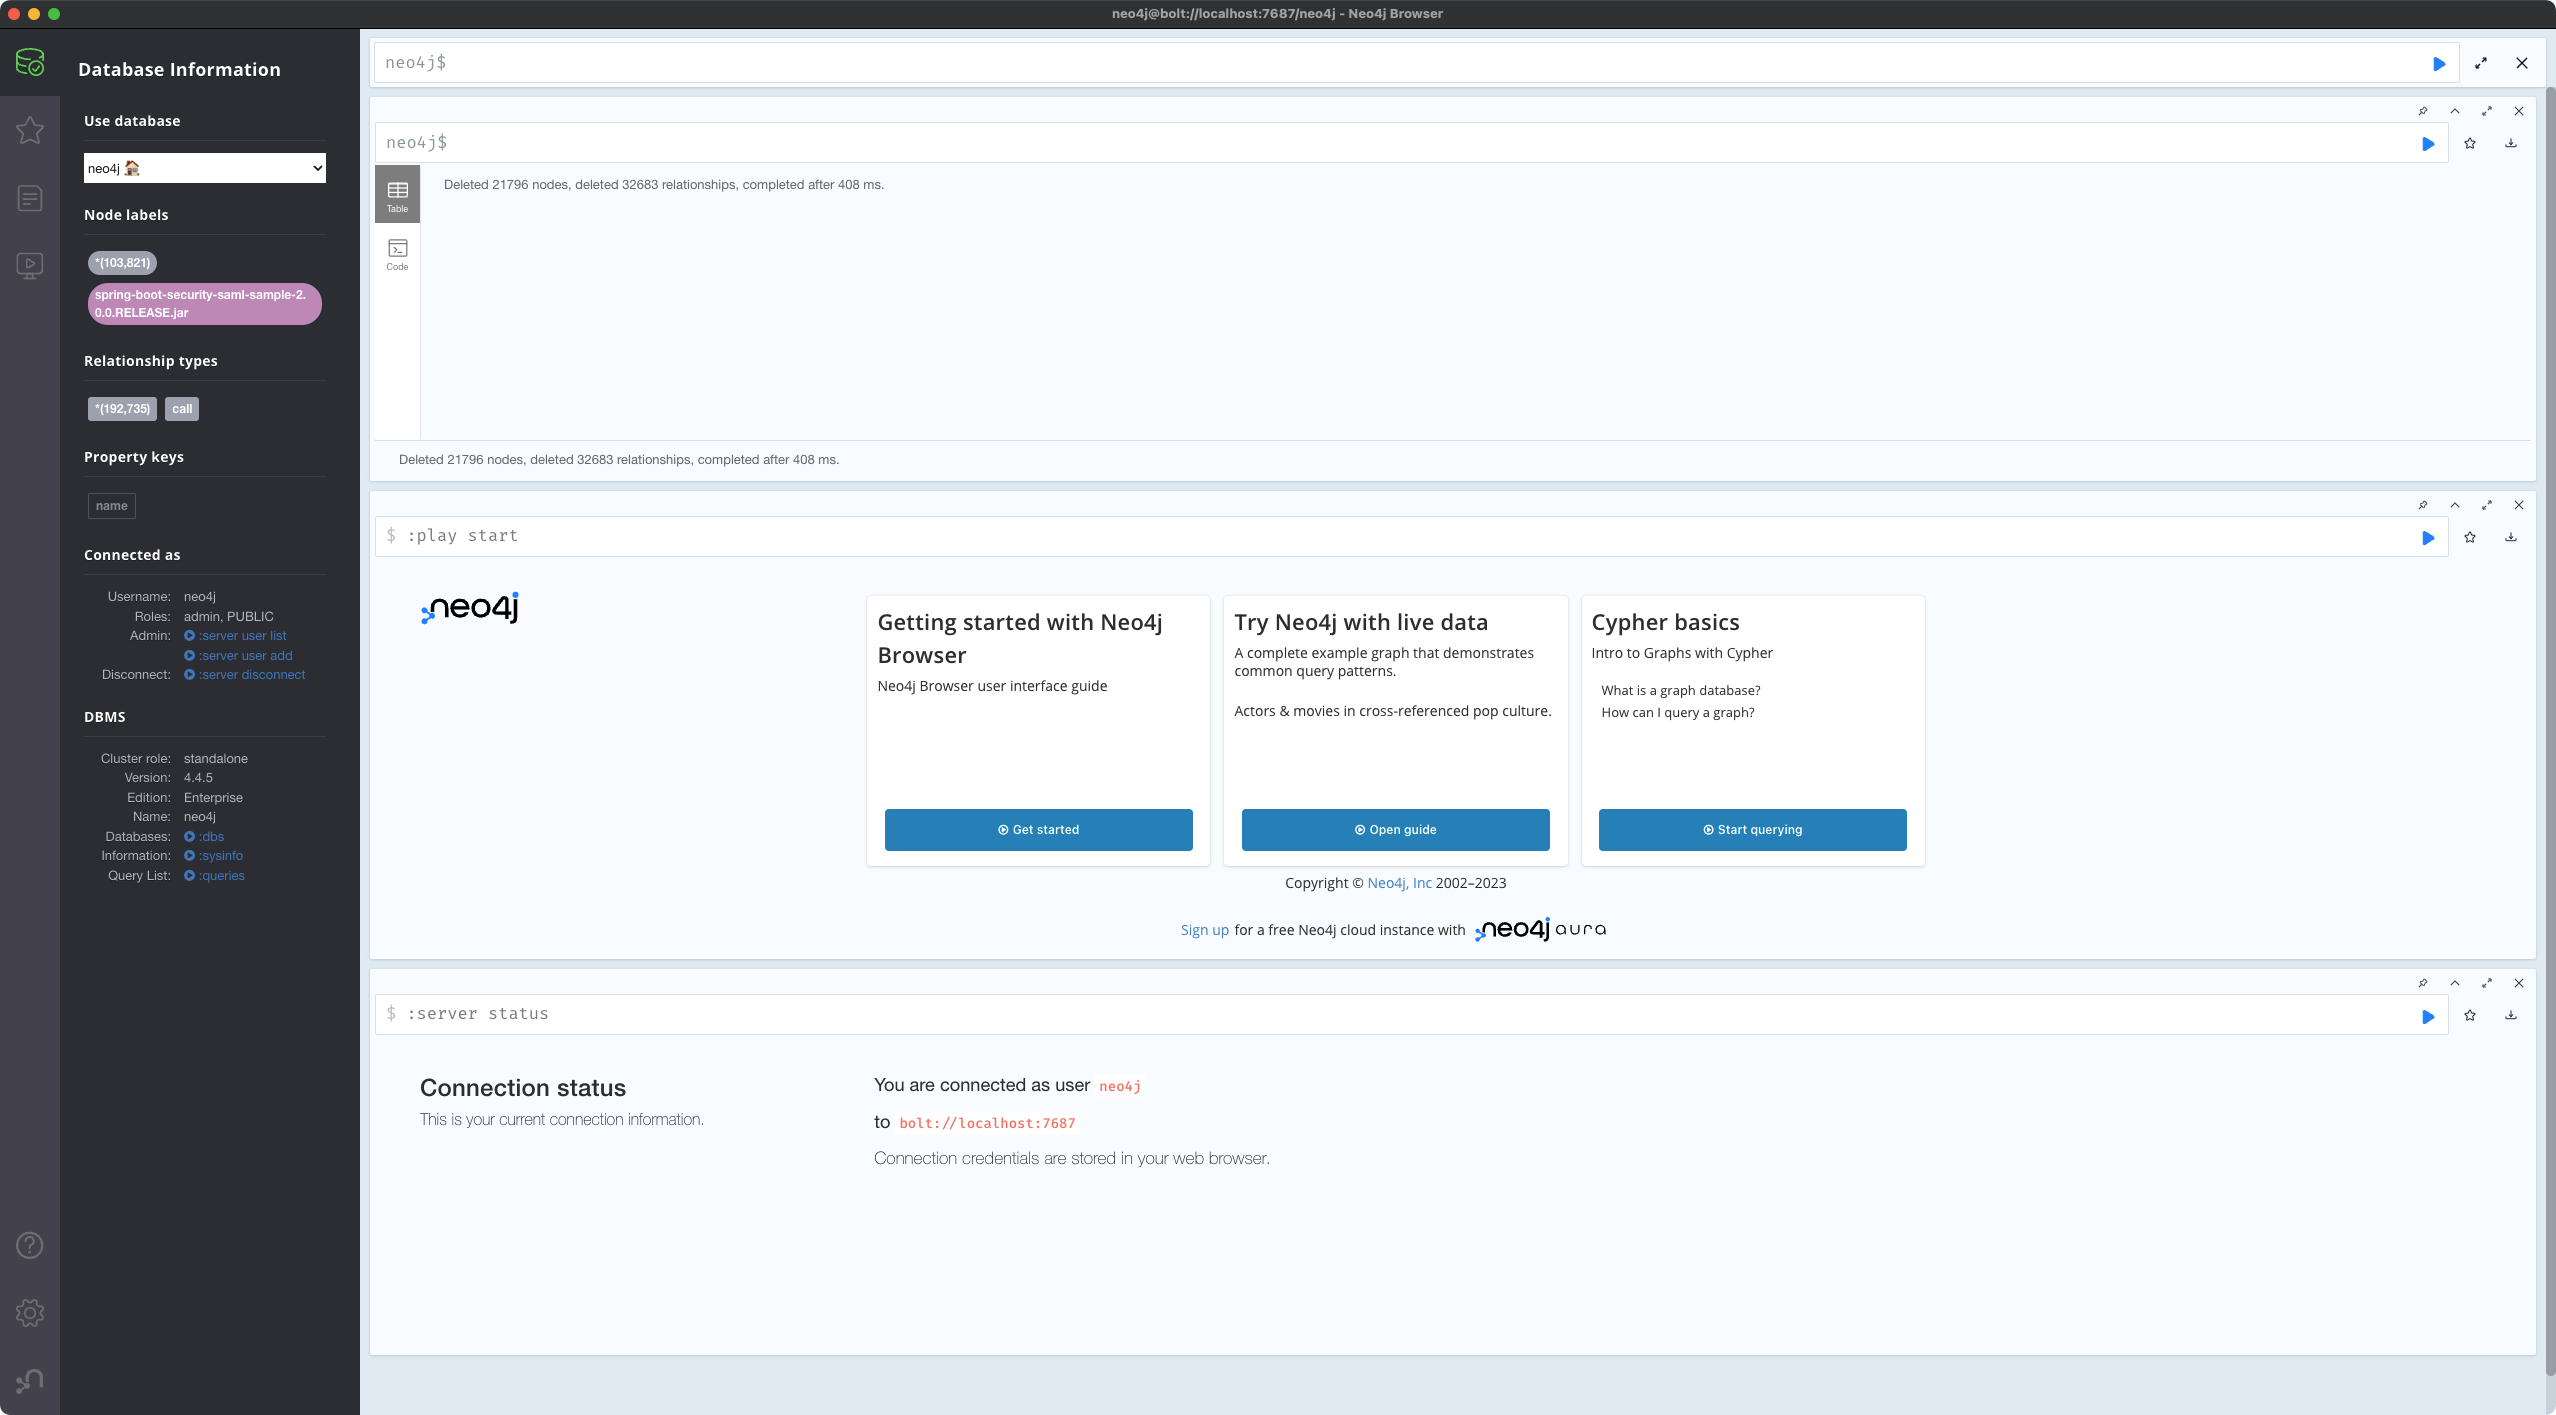 neo4j@bolt://localhost:7687/neo4j - Neo4j Browser
Database Information
Use database
neo4j
Node labels
*(103,821)
spring-boot-security-saml-sample-2.
0.0.RELEASE.jar
Relationship types
*(192,735) call
Property keys
name
Connected as
Username: neo4j
Roles: admin, PUBLIC
Admin: :server user list
:server user add
Disconnect: :server disconnect
DBMS
Cluster role: standalone
Version: 4.4.5
Edition: Enterprise
Name: neo4j
Databases: :dbs
Information: :sysinfo
Query List: :queries
neo4j$
neo4j$
Table
Code
Deleted 21796 nodes, deleted 32683 relationships, completed after 408 ms.
Deleted 21796 nodes, deleted 32683 relationships, completed after 408 ms.
$ :play start
neo4j
Getting started with Neo4j
Browser
Neo4j Browser user interface guide
Get started
Try Neo4j with live data
A complete example graph that demonstrates
common query patterns.
Actors & movies in cross-referenced pop culture.
Open guide
Cypher basics
Intro to Graphs with Cypher
What is a graph database?
How can I query a graph?
Start querying
Copyright © Neo4j, Inc 2002–2023
Sign up for a free Neo4j cloud instance with neo4j aura
$ :server status
Connection status
This is your current connection information.
You are connected as user neo4j
to bolt://localhost:7687
Connection credentials are stored in your web browser.